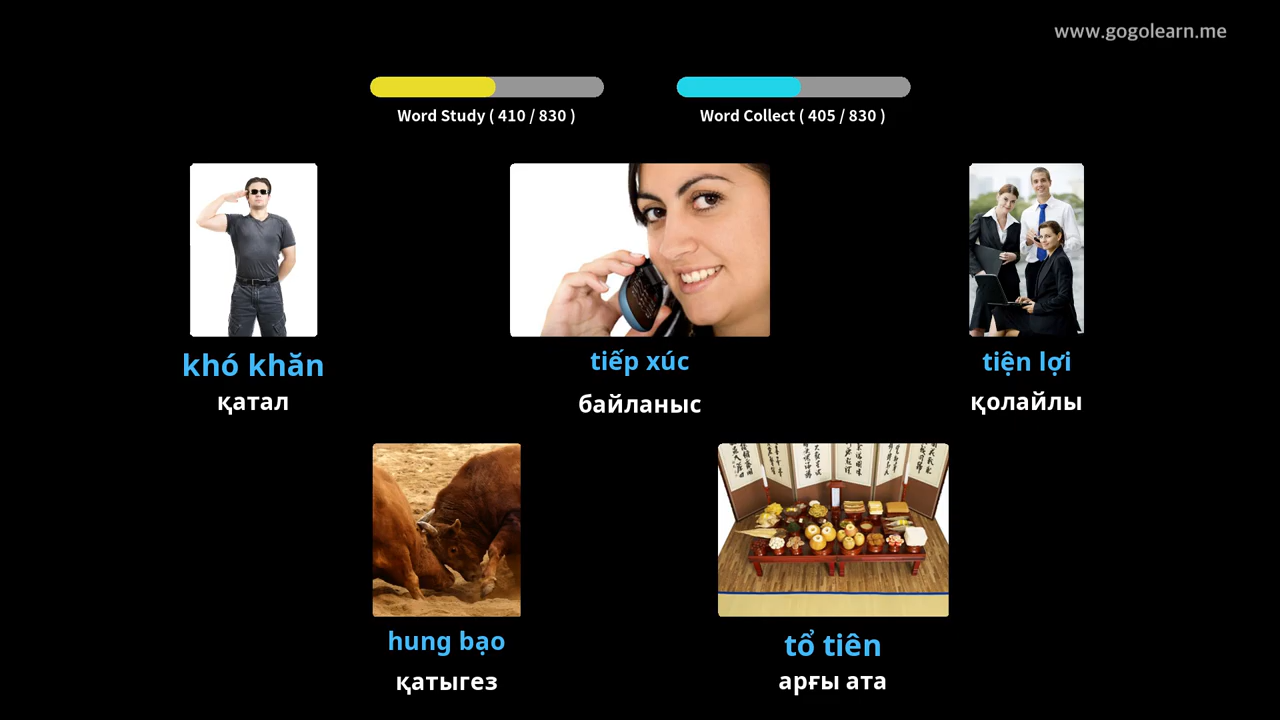 www.gogolearn.me
Word Study ( 410 / 830 )
Word Collect ( 405 / 830 )
khó khăn
қатал
tiếp xúc
байланыс
tiện lợi
қолайлы
hung bạo
қатыгез
tổ tiên
арғы ата